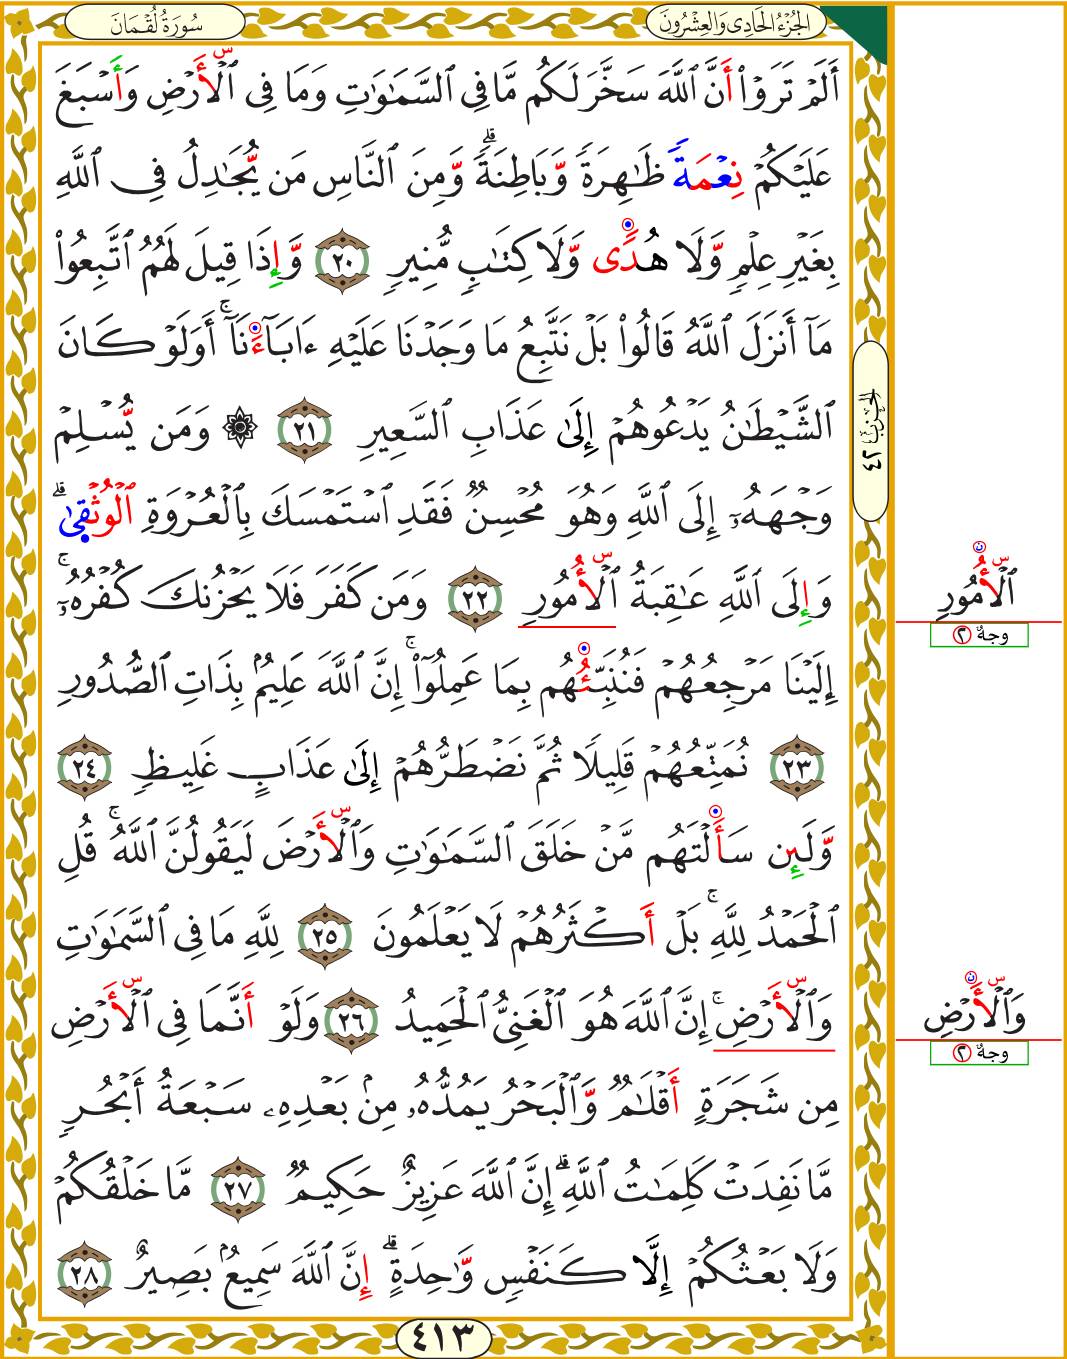 سُورَةُ لُقْمَانَ
الجُزْءُ الحَادِى وَالعِشْرُونَ
أَلَمْ تَرَوْا۟ أَنَّ ٱللَّهَ سَخَّرَ لَكُم مَّا فِى ٱلسَّمَـٰوَٰتِ وَمَا فِى ٱلْأَرْضِ وَأَسْبَغَ
عَلَيْكُمْ نِعْمَةً ظَـٰهِرَةً وَّبَاطِنَةً ۗ وَّمِنَ ٱلنَّاسِ مَن يُّجَـٰدِلُ فِى ٱللَّهِ
بِغَيْرِ عِلْمٍ وَّلَا هُدًى وَّلَا كِتَـٰبٍ مُّنِيرٍ ٢٠ وَّإِذَا قِيلَ لَهُمُ ٱتَّبِعُوا۟
مَآ أَنزَلَ ٱللَّهُ قَالُوا۟ بَلْ نَتَّبِعُ مَا وَجَدْنَا عَلَيْهِ ءَابَآءَنَآ ۚ أَوَلَوْ كَانَ
ٱلشَّيْطَـٰنُ يَدْعُوهُمْ إِلَىٰ عَذَابِ ٱلسَّعِيرِ ٢١ ۞ وَمَن يُّسْلِمْ
وَجْهَهُۥٓ إِلَى ٱللَّهِ وَهُوَ مُحْسِنٌ فَقَدِ ٱسْتَمْسَكَ بِٱلْعُرْوَةِ ٱلْوُثْقِىٰ ۗ
وَإِلَى ٱللَّهِ عَـٰقِبَةُ ٱلْأُمُورِ ٢٢ وَمَن كَفَرَ فَلَا يَحْزُنكَ كُفْرُهُۥٓ ۚ
إِلَيْنَا مَرْجِعُهُمْ فَنُنَبِّئُهُم بِمَا عَمِلُوٓا۟ ۚ إِنَّ ٱللَّهَ عَلِيمٌۢ بِذَاتِ ٱلصُّدُورِ
٢٣ نُمَتِّعُهُمْ قَلِيلًا ثُمَّ نَضْطَرُّهُمْ إِلَىٰ عَذَابٍ غَلِيظٍ ٢٤
وَّلَئِن سَأَلْتَهُم مَّنْ خَلَقَ ٱلسَّمَـٰوَٰتِ وَٱلْأَرْضَ لَيَقُولُنَّ ٱللَّهُ ۚ قُلِ
ٱلْحَمْدُ لِلَّهِ ۚ بَلْ أَكْثَرُهُمْ لَا يَعْلَمُونَ ٢٥ لِلَّهِ مَا فِى ٱلسَّمَـٰوَٰتِ
وَٱلْأَرْضِ ۚ إِنَّ ٱللَّهَ هُوَ ٱلْغَنِىُّ ٱلْحَمِيدُ ٢٦ وَلَوْ أَنَّمَا فِى ٱلْأَرْضِ
مِن شَجَرَةٍ أَقْلَـٰمٌ وَّٱلْبَحْرُ يَمُدُّهُۥ مِنۢ بَعْدِهِۦ سَبْعَةُ أَبْحُرٍ
مَّا نَفِدَتْ كَلِمَـٰتُ ٱللَّهِ ۗ إِنَّ ٱللَّهَ عَزِيزٌ حَكِيمٌ ٢٧ مَّا خَلْقُكُمْ
وَلَا بَعْثُكُمْ إِلَّا كَنَفْسٍ وَّٰحِدَةٍ ۗ إِنَّ ٱللَّهَ سَمِيعٌۢ بَصِيرٌ ٢٨
٤١٣
الحزب ٤٢
ٱلْأُمُورِ
وجهٌ ٢
وَٱلْأَرْضِ
وجهٌ ٢